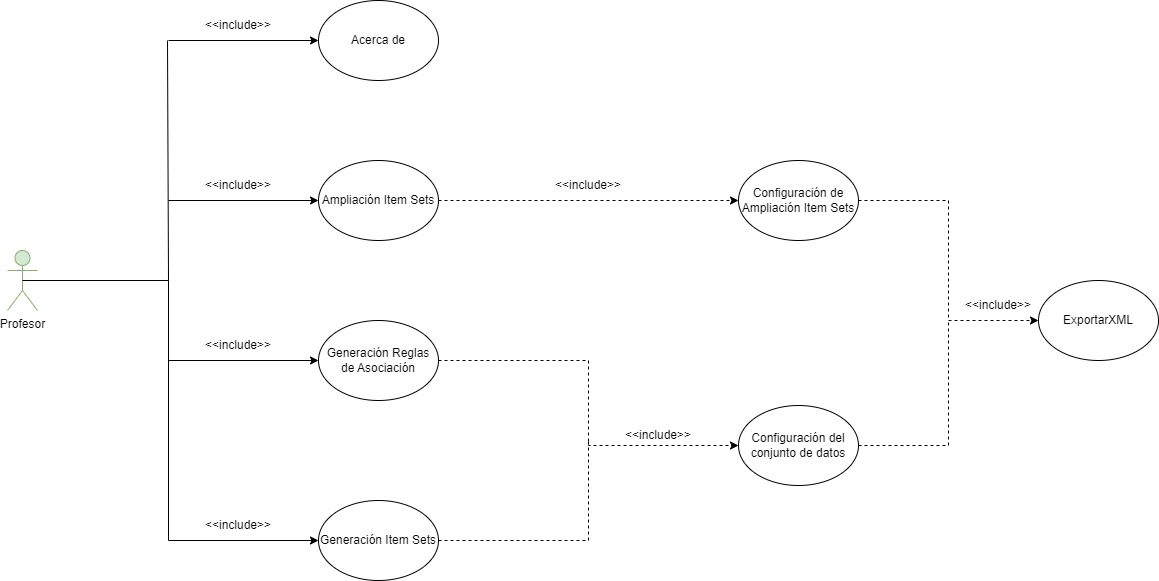 <<include>>
Acerca de
<<include>>
Ampliación Item Sets
<<include>>
Configuración de
Ampliación Item Sets
Profesor
<<include>>
Generación Reglas
de Asociación
<<include>>
Configuración del
conjunto de datos
<<include>>
ExportarXML
<<include>>
Generación Item Sets